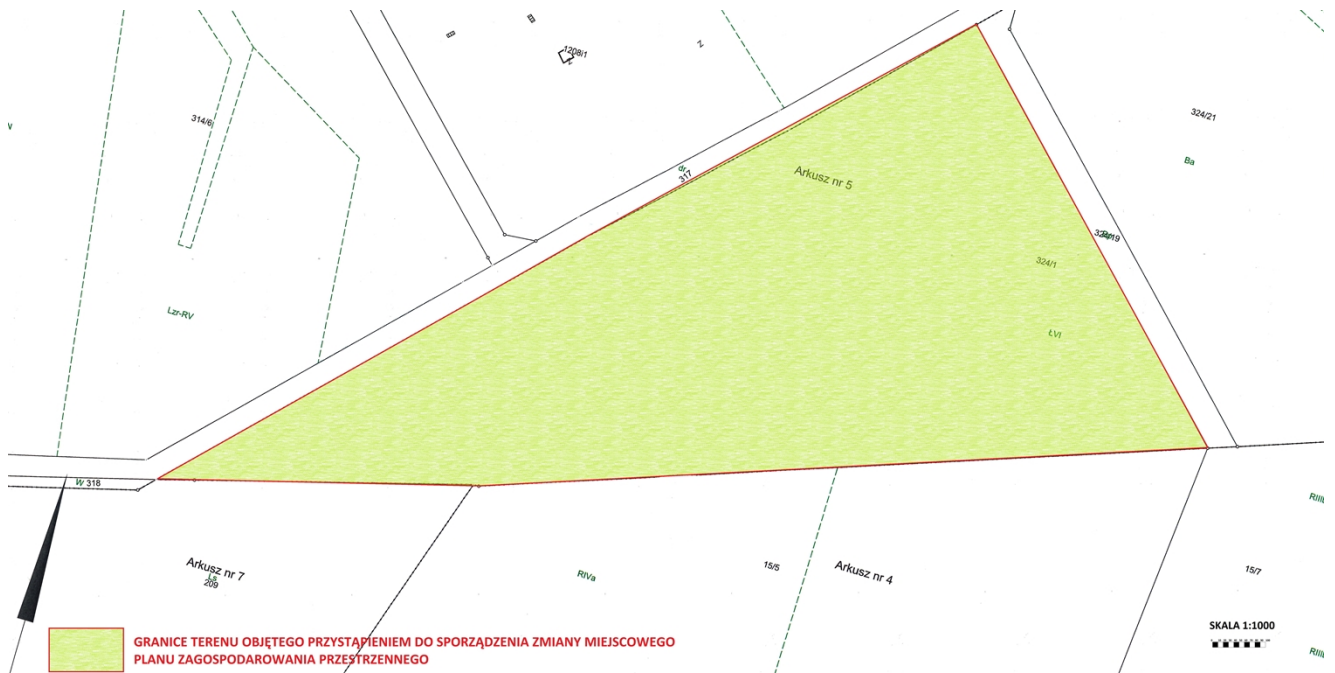 1208i1
Z
314/6
324/21
Ba
dr
317
Arkusz nr 5
324/19
324/1
ŁVI
Lzr-RV
W 318
Arkusz nr 7
Ls
209
RIVa
15/5
Arkusz nr 4
15/7
GRANICE TERENU OBJĘTEGO PRZYSTĄPIENIEM DO SPORZĄDZENIA ZMIANY MIEJSCOWEGO
PLANU ZAGOSPODAROWANIA PRZESTRZENNEGO
SKALA 1:1000